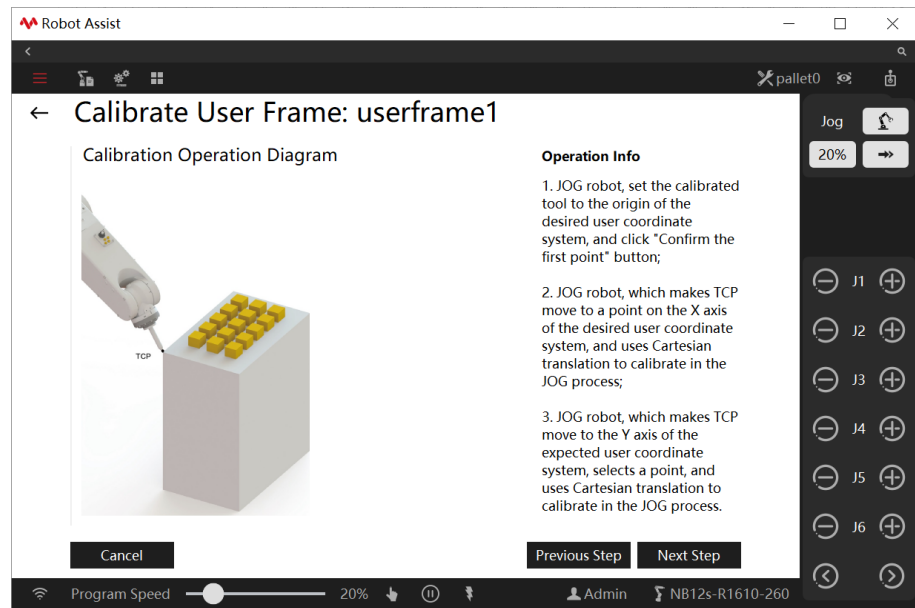 Robot Assist
pallet0
Calibrate User Frame: userframe1
Jog
20%
Calibration Operation Diagram
TCP
Operation Info
1. JOG robot, set the calibrated
tool to the origin of the
desired user coordinate
system, and click "Confirm the
first point" button;
2. JOG robot, which makes TCP
move to a point on the X axis
of the desired user coordinate
system, and uses Cartesian
translation to calibrate in the
JOG process;
3. JOG robot, which makes TCP
move to the Y axis of the
expected user coordinate
system, selects a point, and
uses Cartesian translation to
calibrate in the JOG process.
J1
J2
J3
J4
J5
J6
Cancel
Previous Step
Next Step
Program Speed
20%
Admin
NB12s-R1610-260